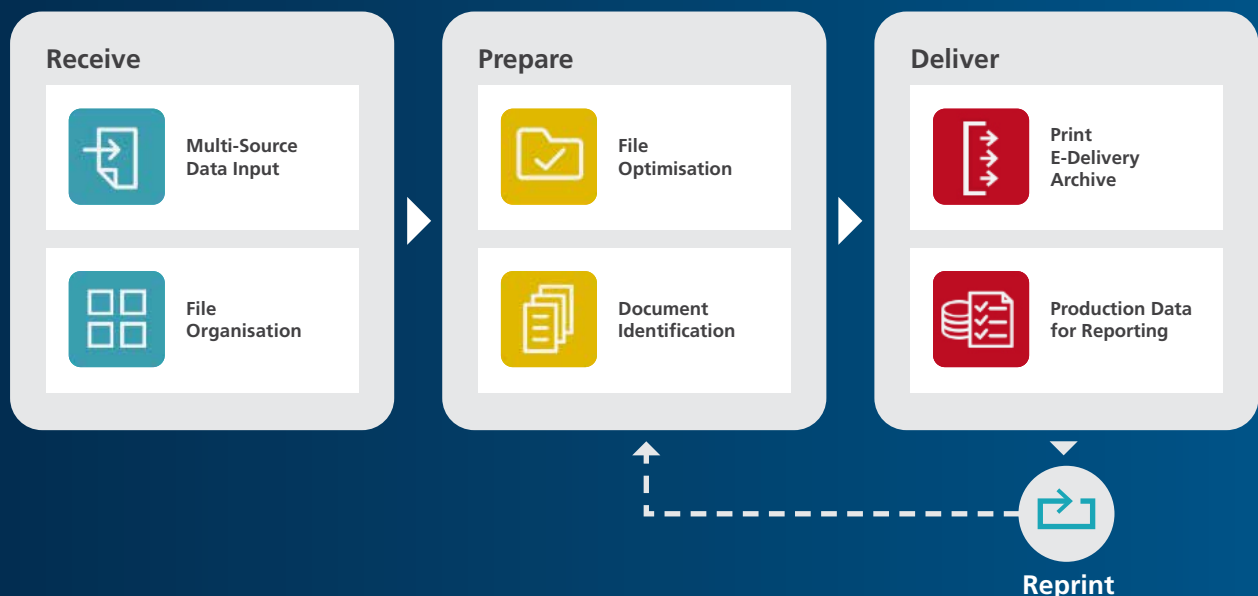 Receive
Multi-Source
Data Input
File
Organisation
Prepare
File
Optimisation
Document
Identification
Deliver
Print
E-Delivery
Archive
Production Data
for Reporting
Reprint